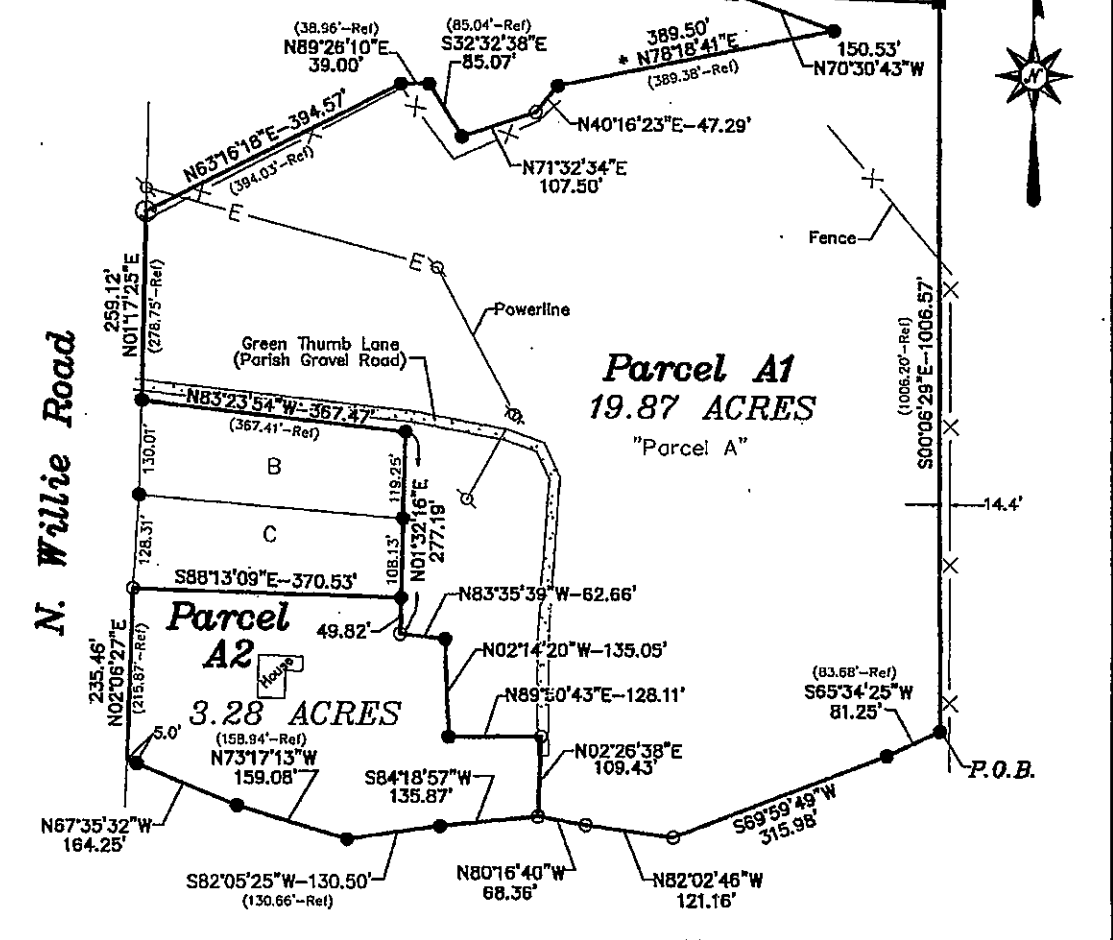 (38.96'-Ref)
N89°26'10"E
39.00'
(85.04'-Ref)
S32°32'38"E
85.07'
389.50'
* N78°18'41"E
(389.38'-Ref)
150.53'
N70°30'43"W
N
N40°16'23"E-47.29'
N71°32'34"E
107.50'
N63°16'18"E-394.57'
(394.03'-Ref)
E
E
Fence
Powerline
259.12'
N01°17'25"E
(278.75'-Ref)
N. Willie Road
Green Thumb Lane
(Parish Gravel Road)
Parcel A1
19.87 ACRES
"Parcel A"
(1006.20'-Ref)
S00°06'29"E-1006.57'
14.4'
N83°23'54"W-367.47'
(367.41'-Ref)
130.01'
B
119.25'
N01°32'16"E
277.19'
128.31'
C
108.13'
S88°13'09"E-370.53'
N83°35'39"W-62.66'
49.82'
Parcel
A2
House
3.28 ACRES
235.46'
N02°06'27"E
(215.87'-Ref)
N02°14'20"W-135.05'
N89°50'43"E-128.11'
(83.68'-Ref)
S65°34'25"W
81.25'
5.0'
(158.94'-Ref)
N73°17'13"W
159.08'
N02°26'38"E
109.43'
S84°18'57"W
135.87'
P.O.B.
N67°35'32"W
164.25'
S69°59'49"W
315.98'
S82°05'25"W-130.50'
(130.66'-Ref)
N80°16'40"W
68.36'
N82°02'46"W
121.16'